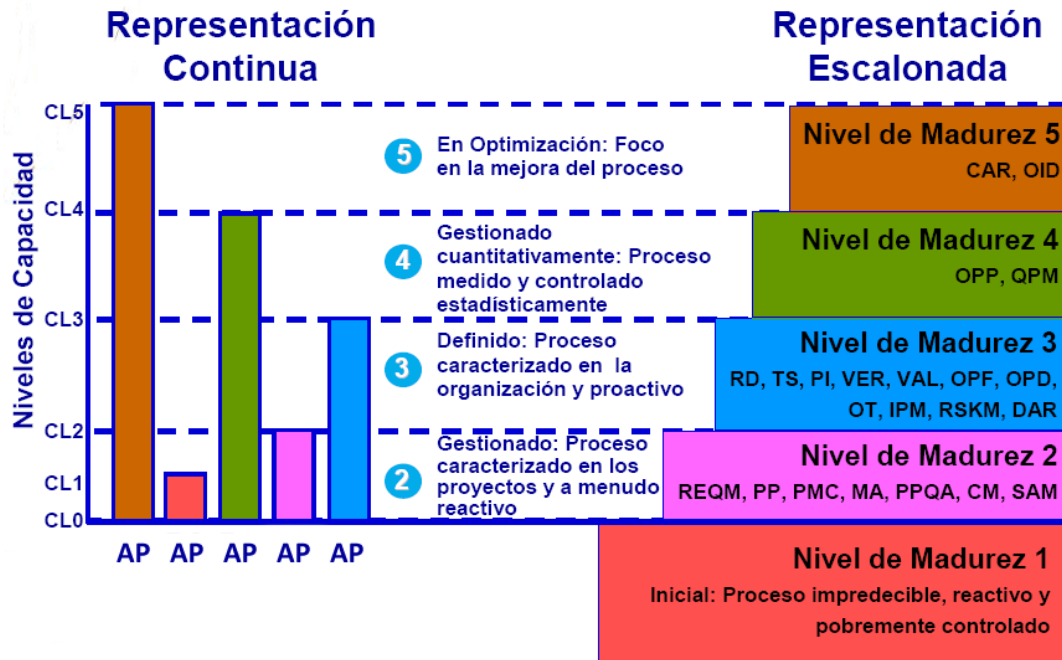 Representación
Continua
Representación
Escalonada
Niveles de Capacidad
CL5
CL4
CL3
CL2
CL1
CL0
AP
AP
AP
AP
AP
5
En Optimización: Foco
en la mejora del proceso
4
Gestionado
cuantitativamente: Proceso
medido y controlado
estadísticamente
3
Definido: Proceso
caracterizado en la
organización y proactivo
2
Gestionado: Proceso
caracterizado en los
proyectos y a menudo
reactivo
Nivel de Madurez 5
CAR, OID
Nivel de Madurez 4
OPP, QPM
Nivel de Madurez 3
RD, TS, PI, VER, VAL, OPF, OPD,
OT, IPM, RSKM, DAR
Nivel de Madurez 2
REQM, PP, PMC, MA, PPQA, CM, SAM
Nivel de Madurez 1
Inicial: Proceso impredecible, reactivo y
pobremente controlado